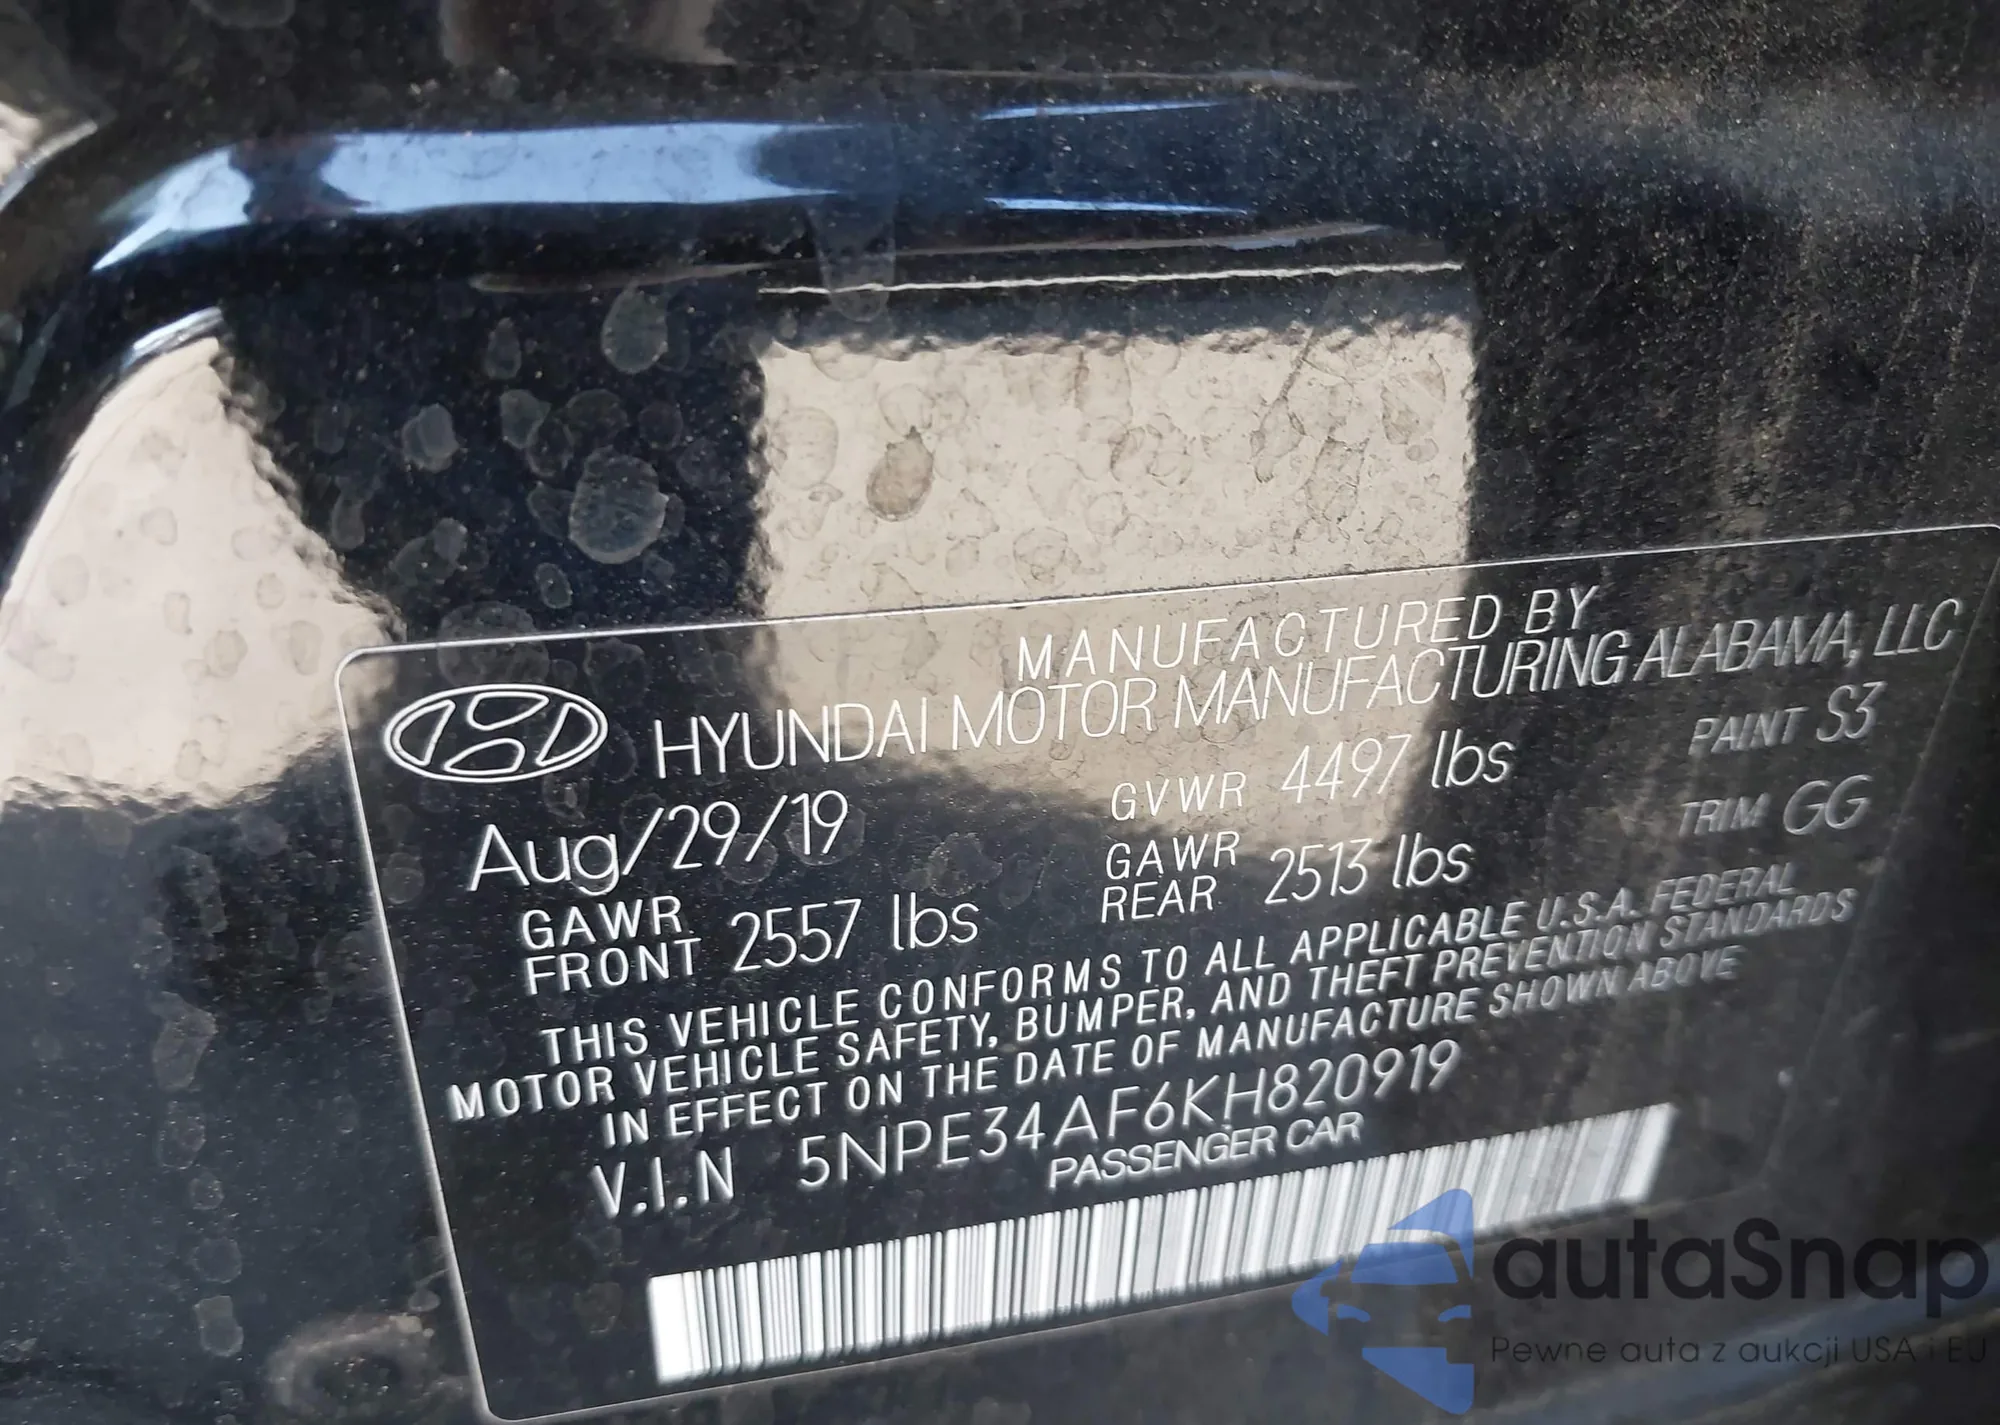 MANUFACTURED BY
HYUNDAI MOTOR MANUFACTURING ALABAMA, LLC
Aug/29/19 GVWR 4497 lbs PAINT S3
GAWR FRONT 2557 lbs GAWR REAR 2513 lbs TRIM GG
THIS VEHICLE CONFORMS TO ALL APPLICABLE U.S.A. FEDERAL
MOTOR VEHICLE SAFETY, BUMPER, AND THEFT PREVENTION STANDARDS
IN EFFECT ON THE DATE OF MANUFACTURE SHOWN ABOVE
V.I.N 5NPE34AF6KH820919
PASSENGER CAR
autaSnap
Pewne auta z aukcji USA i EU